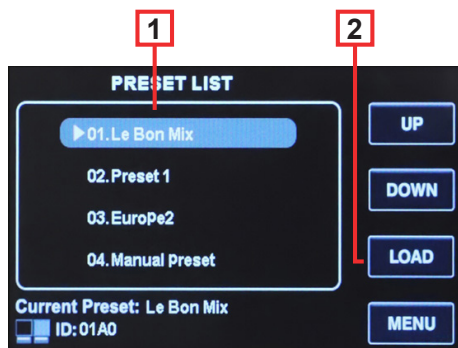 1
2
PRESET LIST
▶01.Le Bon Mix
02.Preset 1
03.Europe2
04.Manual Preset
UP
DOWN
LOAD
MENU
Current Preset: Le Bon Mix
ID:01A0